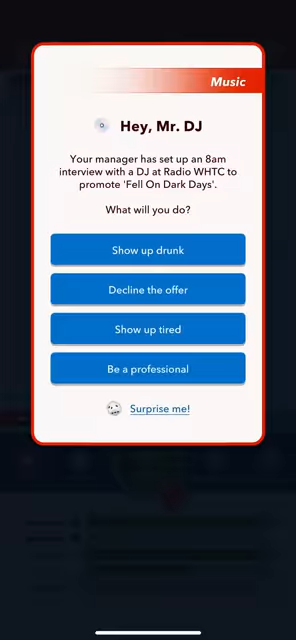 Music
Hey, Mr. DJ
Your manager has set up an 8am
interview with a DJ at Radio WHTC to
promote 'Fell On Dark Days'.
What will you do?
Show up drunk
Decline the offer
Show up tired
Be a professional
Surprise me!